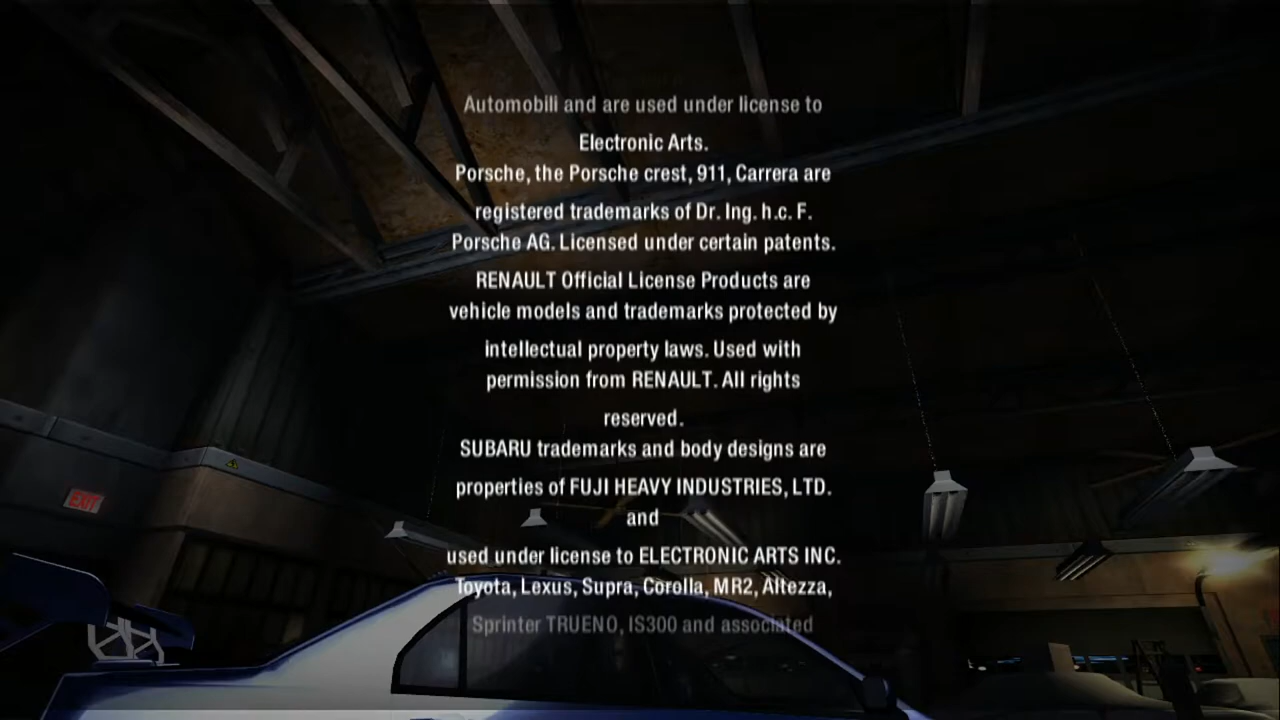 Automobili and are used under license to
Electronic Arts.
Porsche, the Porsche crest, 911, Carrera are
registered trademarks of Dr. Ing. h.c. F.
Porsche AG. Licensed under certain patents.
RENAULT Official License Products are
vehicle models and trademarks protected by
intellectual property laws. Used with
permission from RENAULT. All rights
reserved.
SUBARU trademarks and body designs are
properties of FUJI HEAVY INDUSTRIES, LTD.
and
EXIT
used under license to ELECTRONIC ARTS INC.
Toyota, Lexus, Supra, Corolla, MR2, Altezza,
Sprinter TRUENO, IS300 and associated